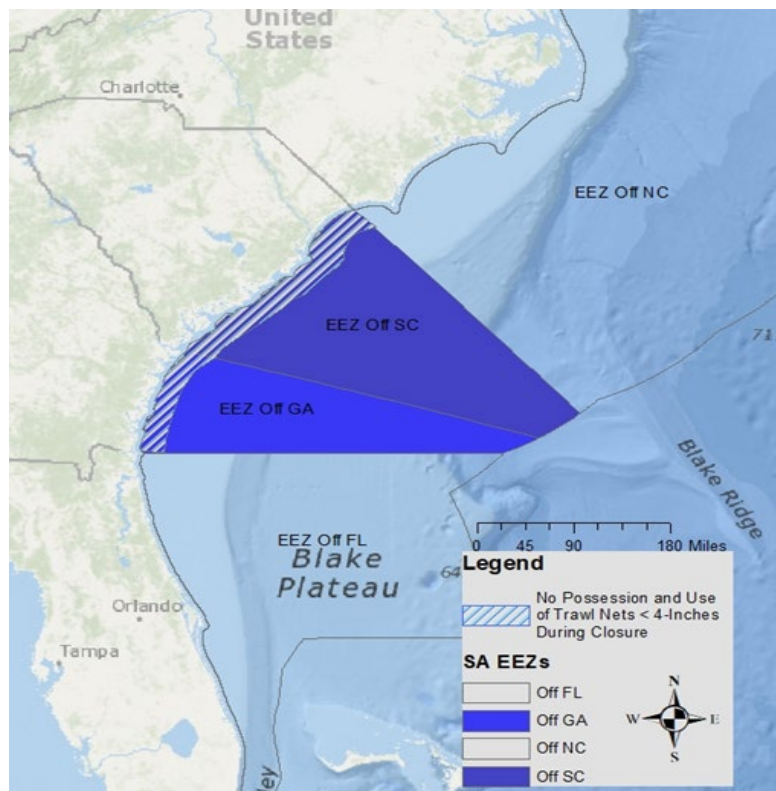 United
States
Charlotte
EEZ Off NC
EEZ Off SC
71
EEZ Off GA
Blake Ridge
EEZ Off FL
Blake
Plateau
64
0 45 90 180 Miles
Legend
No Possession and Use
of Trawl Nets < 4-Inches
During Closure
Orlando
Tampa
SA EEZs
Off FL
Off GA
Off NC
Off SC
N
W E
S
ley